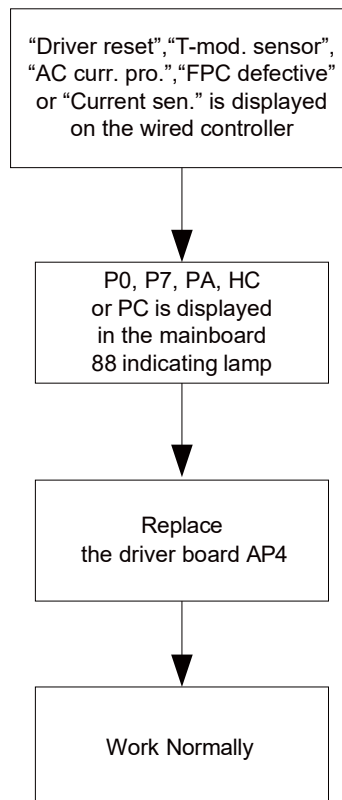 “Driver reset”,“T-mod. sensor”,
“AC curr. pro.”,“FPC defective”
or “Current sen.” is displayed
on the wired controller
P0, P7, PA, HC
or PC is displayed
in the mainboard
88 indicating lamp
Replace
the driver board AP4
Work Normally